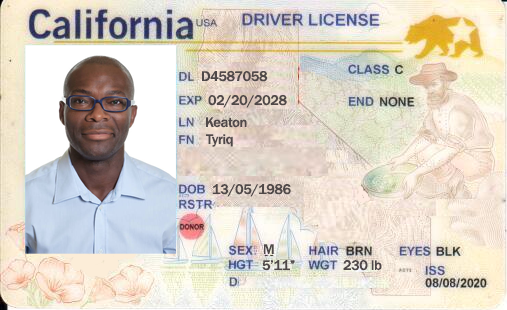 California USA DRIVER LICENSE
DL D4587058 CLASS C
EXP 02/20/2028 END NONE
LN Keaton
FN Tyriq
DOB 13/05/1986
RSTR
DONOR
SEX M HAIR BRN EYES BLK
HGT 5'11" WGT 230 lb ISS
D 08/08/2020